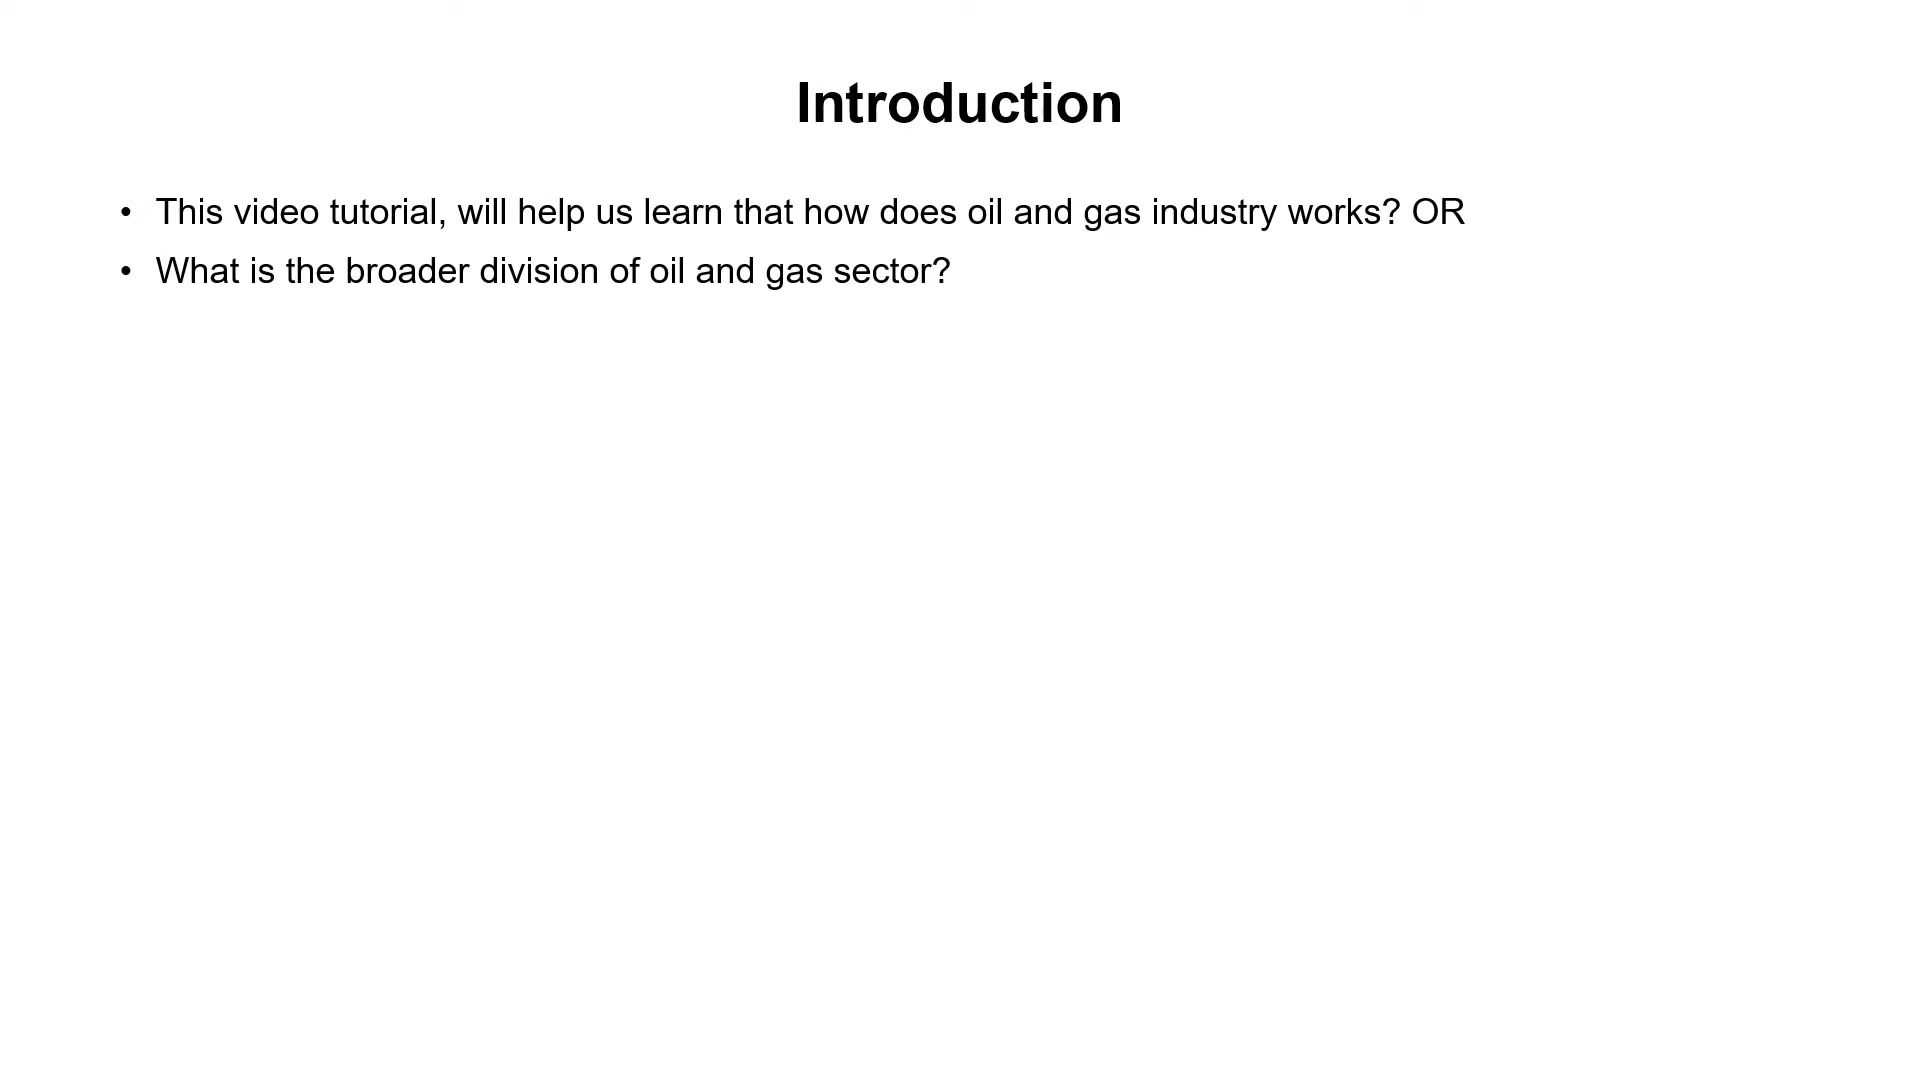 Introduction
• This video tutorial, will help us learn that how does oil and gas industry works? OR
• What is the broader division of oil and gas sector?